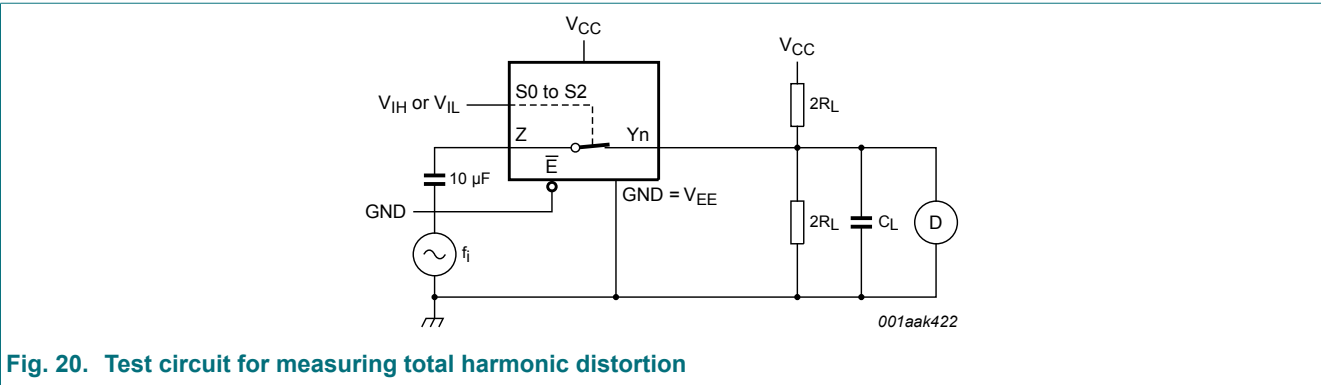 VCC
VCC
S0 to S2
2RL
VIH or VIL
Z
Yn
E
10 µF
GND = VEE
GND
2RL
CL
D
fi
001aak422
Fig. 20. Test circuit for measuring total harmonic distortion